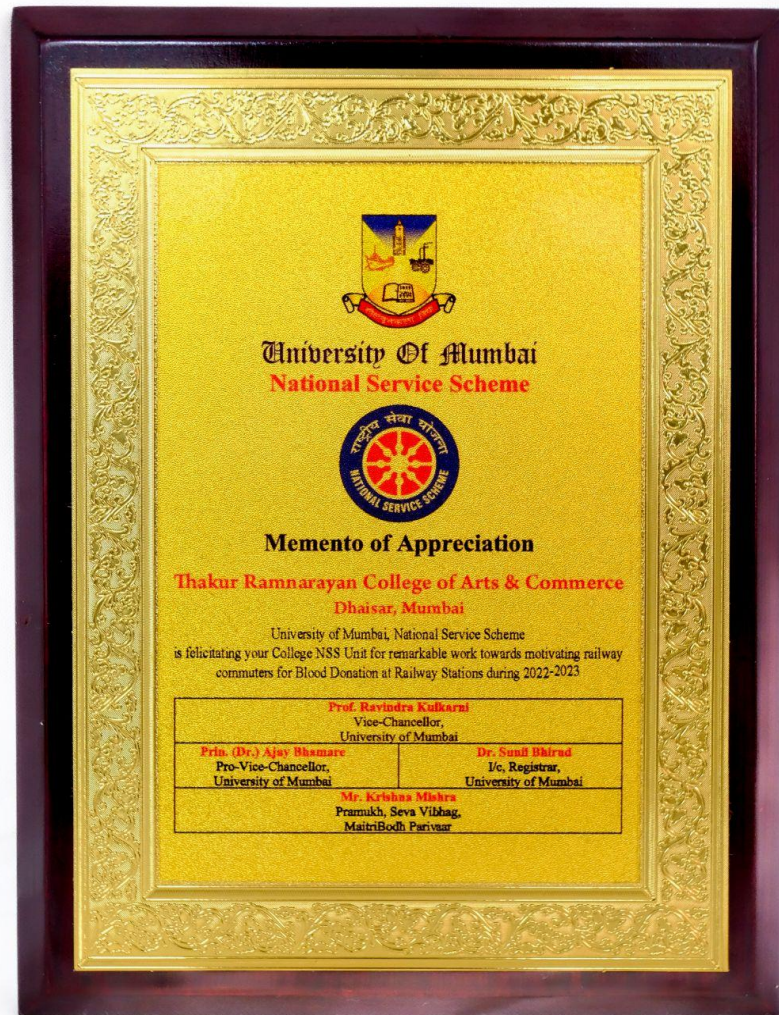 University Of Mumbai
National Service Scheme
राष्ट्रीय सेवा योजना
NATIONAL SERVICE SCHEME
Memento of Appreciation
Thakur Ramnarayan College of Arts & Commerce
Dhaisar, Mumbai
University of Mumbai, National Service Scheme
is felicitating your College NSS Unit for remarkable work towards motivating railway
commuters for Blood Donation at Railway Stations during 2022-2023
Prof. Ravindra Kulkarni
Vice-Chancellor,
University of Mumbai
Prin. (Dr.) Ajay Bhamare
Pro-Vice-Chancellor,
University of Mumbai
Dr. Sunil Bhirud
I/c, Registrar,
University of Mumbai
Mr. Krishna Mishra
Pramukh, Seva Vibhag,
MaitriBodh Parivaar